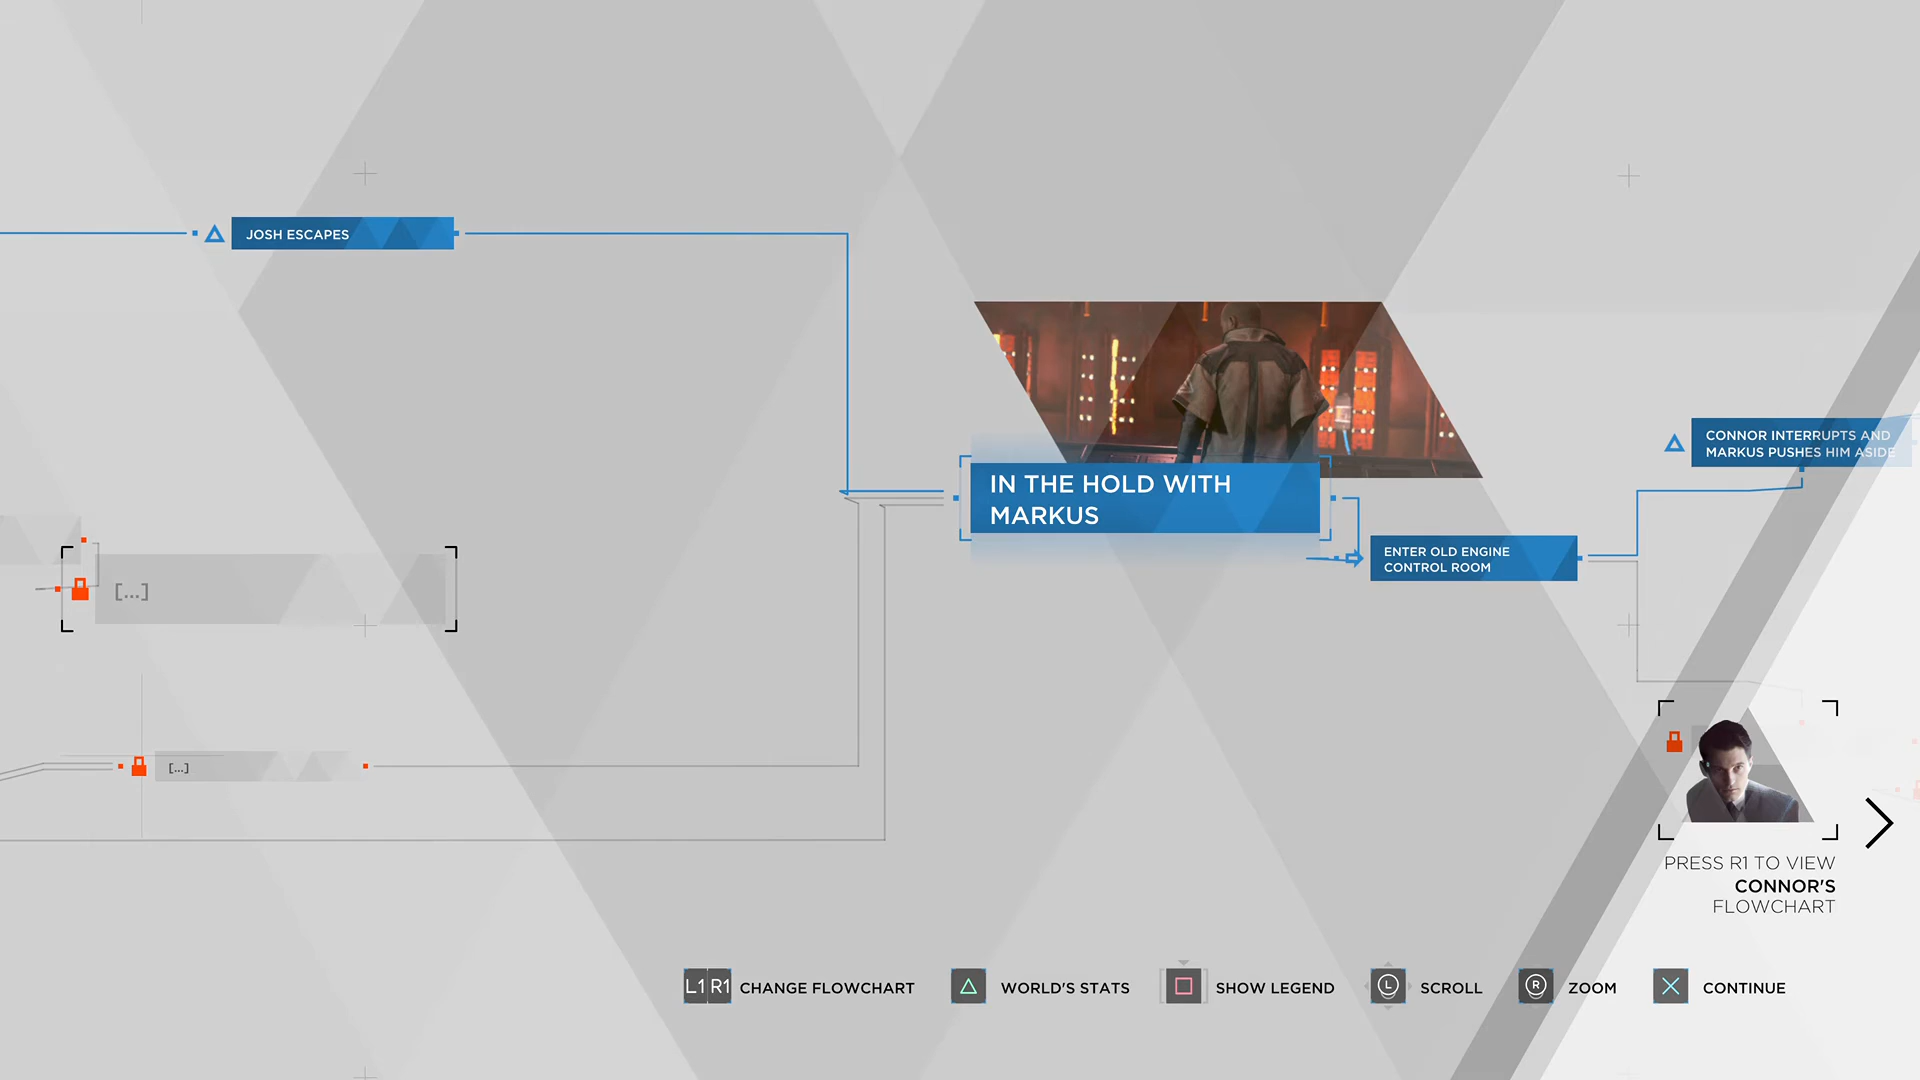 JOSH ESCAPES
CONNOR INTERRUPTS AND
MARKUS PUSHES HIM ASIDE
IN THE HOLD WITH
MARKUS
ENTER OLD ENGINE
CONTROL ROOM
[...]
[...]
PRESS R1 TO VIEW
CONNOR'S
FLOWCHART
L1 R1 CHANGE FLOWCHART
WORLD'S STATS
SHOW LEGEND
L SCROLL
R ZOOM
CONTINUE